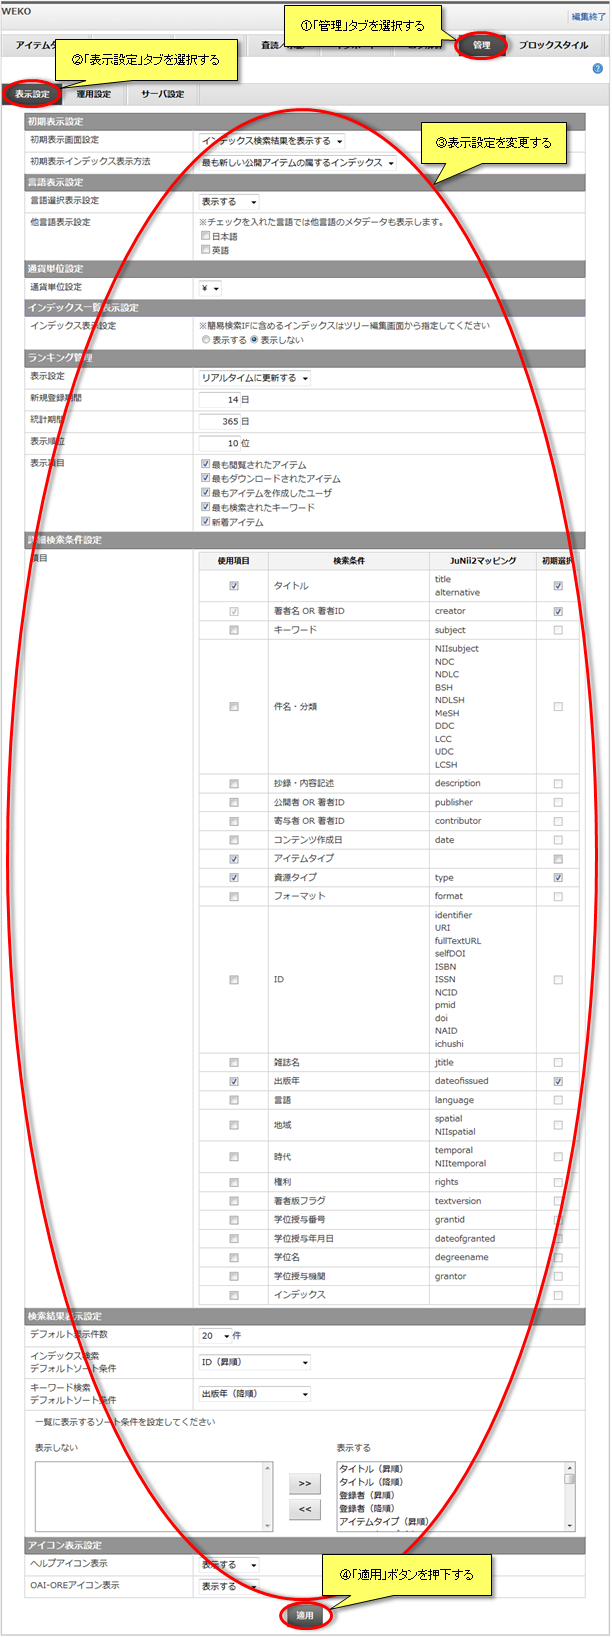 WEKO
編集終了
①「管理」タブを選択する
管理
ブロックスタイル
②「表示設定」タブを選択する
表示設定
運用設定
サーバ設定
初期表示設定
初期表示画面設定
インデックス検索結果を表示する
③表示設定を変更する
初期表示インデックス表示方法
最も新しい公開アイテムの属するインデックス
言語表示設定
言語選択表示設定
表示する
他言語表示設定
※チェックを入れた言語では他言語のメタデータも表示します。
日本語
英語
通貨単位設定
通貨単位設定
¥
インデックス一覧表示設定
インデックス表示設定
※簡易検索IFに含めるインデックスはツリー編集画面から指定してください
表示する 表示しない
ランキング管理
表示設定
リアルタイムに更新する
新規登録期間
14 日
統計期間
365 日
表示順位
10 位
表示項目
最も閲覧されたアイテム
最もダウンロードされたアイテム
最もアイテムを作成したユーザ
最も検索されたキーワード
新着アイテム
詳細検索条件設定
項目
使用項目 検索条件 JuNii2マッピング 初期選択
タイトル
title
alternative
著者名 OR 著者ID creator
キーワード subject
件名・分類
NIIsubject
NDC
NDLC
BSH
NDLSH
MeSH
DDC
LCC
UDC
LCSH
抄録・内容記述 description
公開者 OR 著者ID publisher
寄与者 OR 著者ID contributor
コンテンツ作成日 date
アイテムタイプ
資源タイプ type
フォーマット format
ID
identifier
URI
fullTextURL
selfDOI
ISBN
ISSN
NCID
pmid
doi
NAID
ichushi
雑誌名 jtitle
出版年 dateofissued
言語 language
地域
spatial
NIIspatial
時代
temporal
NIItemporal
権利 rights
著者版フラグ textversion
学位授与番号 grantid
学位授与年月日 dateofgranted
学位名 degreename
学位授与機関 grantor
インデックス
検索結果表示設定
デフォルト表示件数
20 件
インデックス検索
デフォルトソート条件
ID（昇順）
キーワード検索
デフォルトソート条件
出版年（降順）
一覧に表示するソート条件を設定してください
表示しない
表示する
タイトル（昇順）
タイトル（降順）
登録者（昇順）
登録者（降順）
アイテムタイプ（昇順）
>>
<<
アイコン表示設定
ヘルプアイコン表示
表示する
OAI-OREアイコン表示
表示する
④「適用」ボタンを押下する
適用